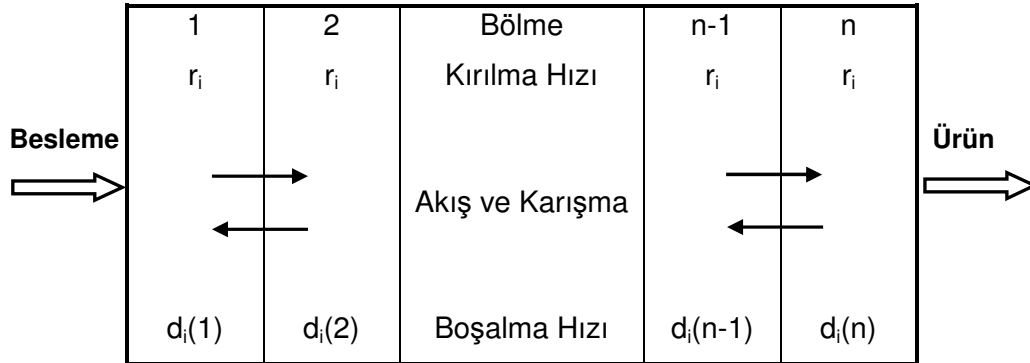 1 2 Bölme n-1 n
rᵢ rᵢ Kırılma Hızı rᵢ rᵢ
Besleme Ürün
Akış ve Karışma
dᵢ(1) dᵢ(2) Boşalma Hızı dᵢ(n-1) dᵢ(n)